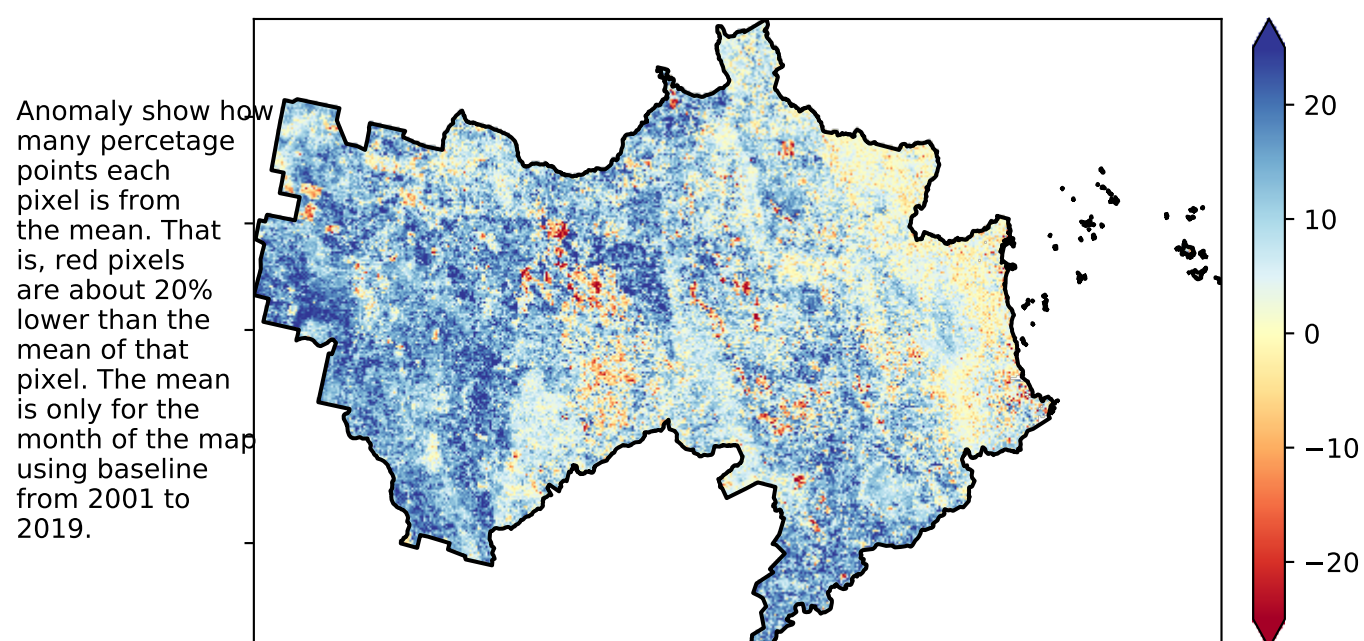 Anomaly show how
many percetage
points each
pixel is from
the mean. That
is, red pixels
are about 20%
lower than the
mean of that
pixel. The mean
is only for the
month of the map
using baseline
from 2001 to
2019.
20
10
0
−10
−20